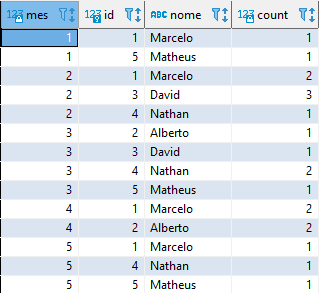 123 mes 123 id ABC nome 123 count
1 1 Marcelo 1
1 5 Matheus 1
2 1 Marcelo 2
2 3 David 3
2 4 Nathan 1
3 2 Alberto 1
3 3 David 1
3 4 Nathan 2
3 5 Matheus 1
4 1 Marcelo 2
4 2 Alberto 2
5 1 Marcelo 1
5 4 Nathan 1
5 5 Matheus 1